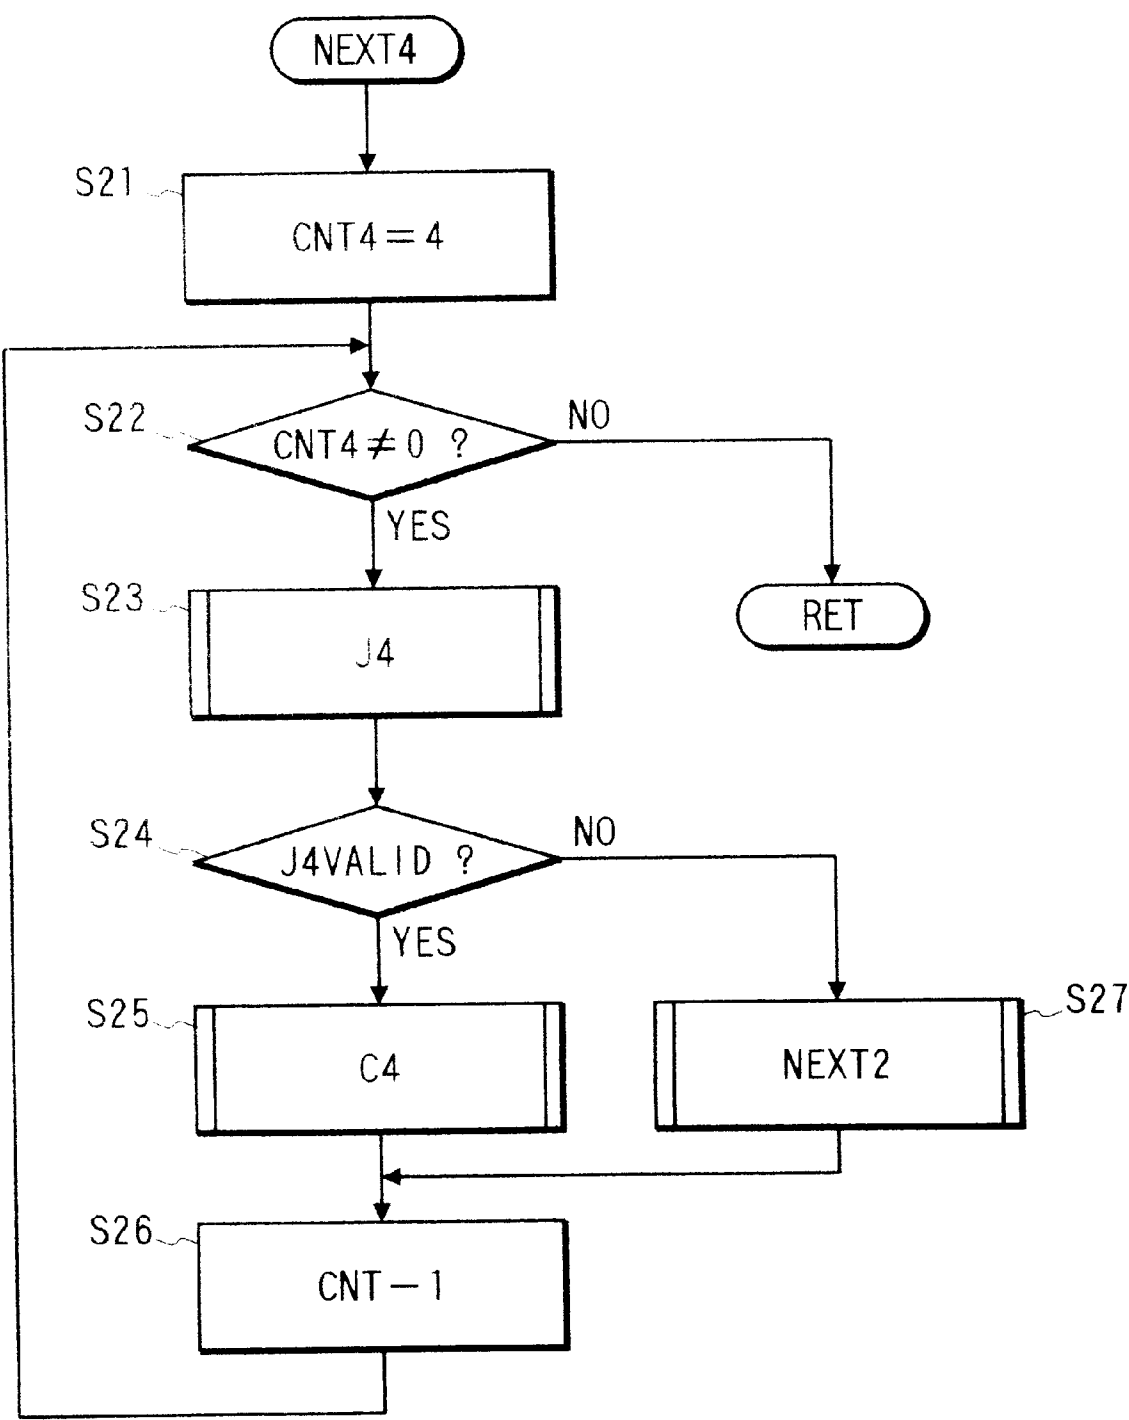 NEXT4
S21
CNT4=4
S22
CNT4≠0 ?
NO
YES
S23
J4
RET
S24
J4VALID ?
NO
YES
S25
C4
S27
NEXT2
S26
CNT-1